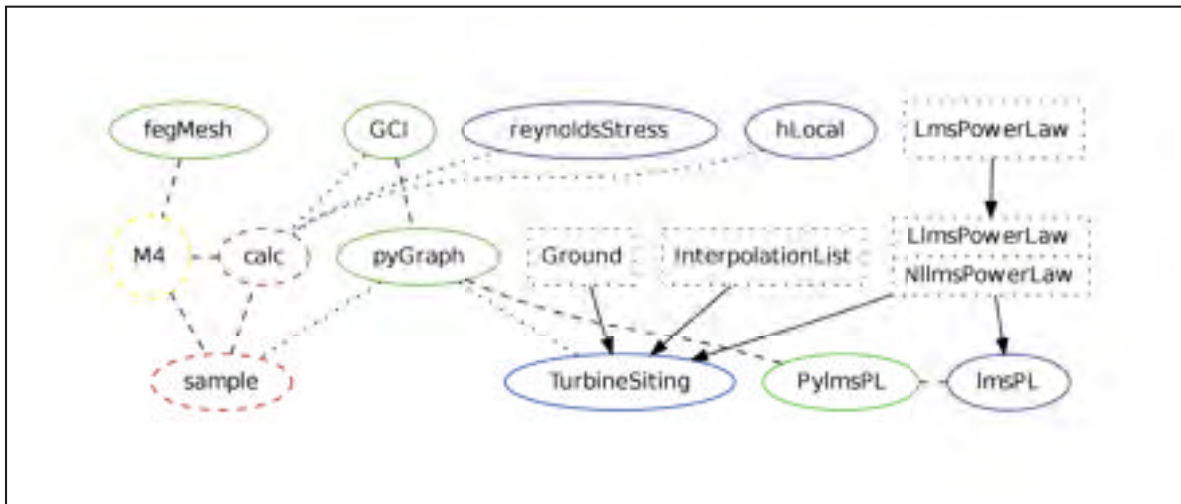 fegMesh
GCI
reynoldsStress
hLocal
LmsPowerLaw
M4
calc
pyGraph
Ground
InterpolationList
LlmsPowerLaw
NllmsPowerLaw
sample
TurbineSiting
PylmsPL
lmsPL